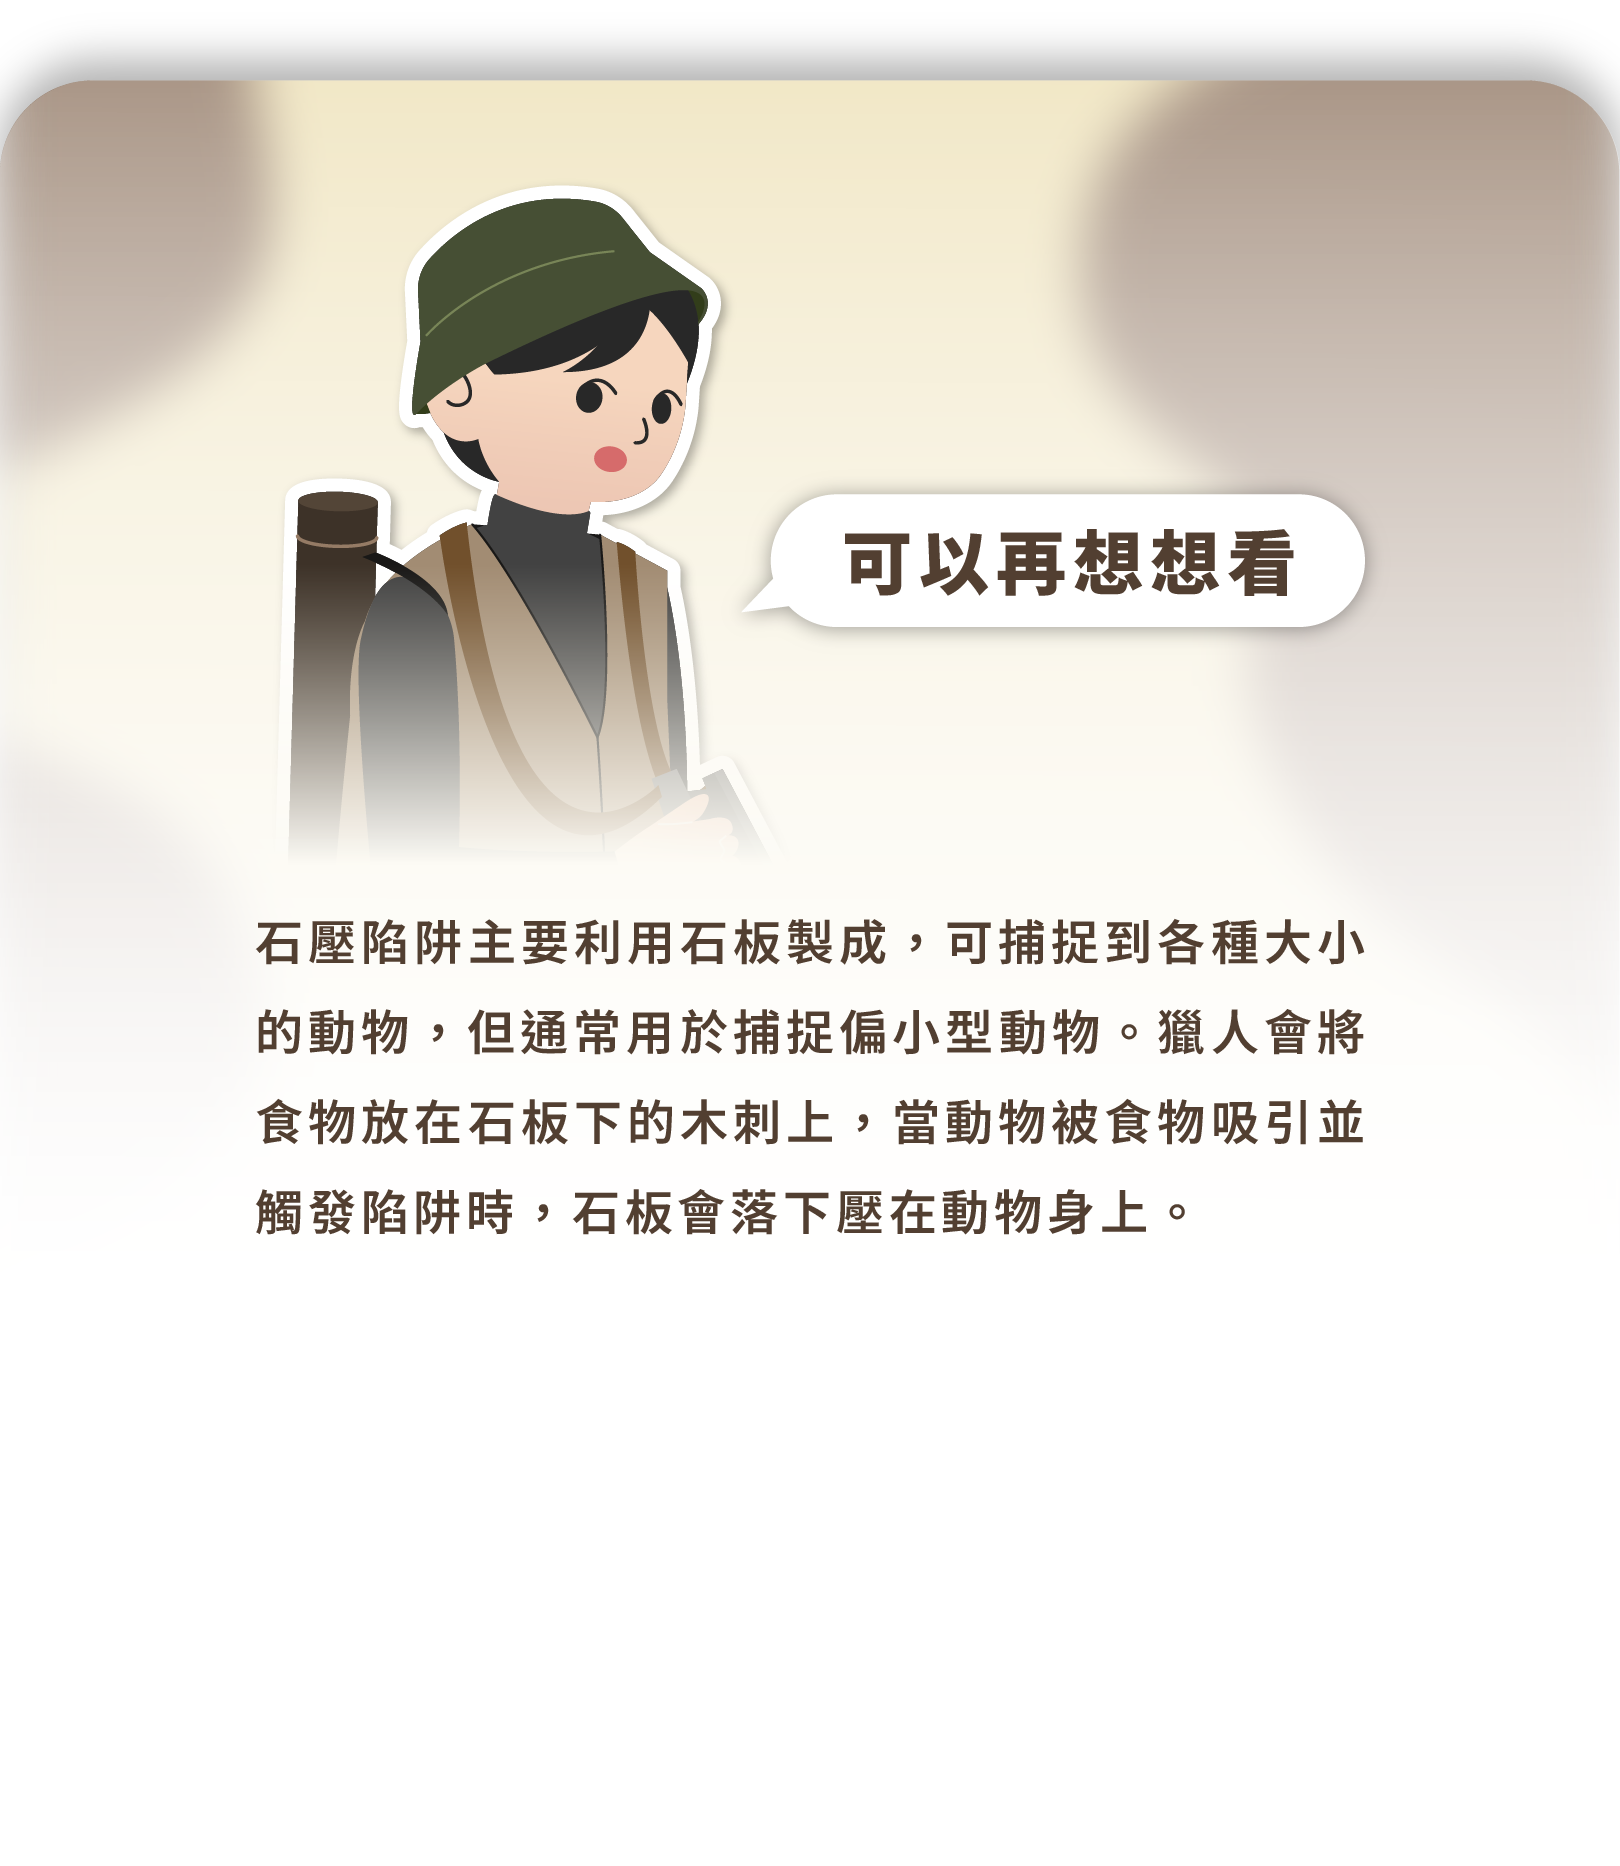 可以再想想看
石壓陷阱主要利用石板製成，可捕捉到各種大小
的動物，但通常用於捕捉偏小型動物。獵人會將
食物放在石板下的木刺上，當動物被食物吸引並
觸發陷阱時，石板會落下壓在動物身上。